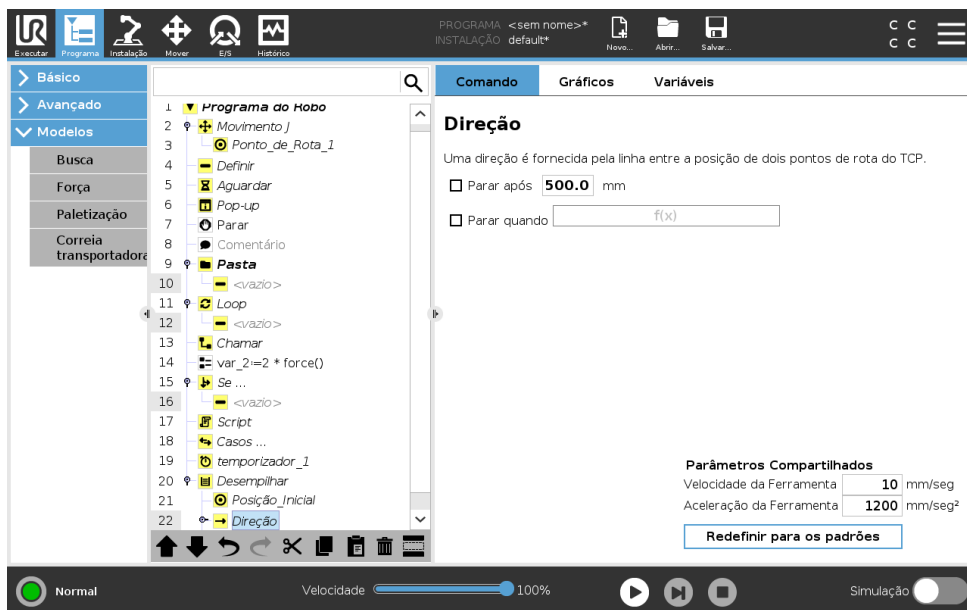 PROGRAMA <sem nome>*
INSTALAÇÃO default*
C C
C C
Executar Programa Instalação Mover E/S Histórico Novo... Abrir... Salvar...
Básico
Avançado
Modelos
Busca
Força
Paletização
Correia
transportadora
1 Programa do Robô
2 Movimento J
3 Ponto_de_Rota_1
4 Definir
5 Aguardar
6 Pop-up
7 Parar
8 Comentário
9 Pasta
10 <vazio>
11 Loop
12 <vazio>
13 Chamar
14 var_2:=2 * force()
15 Se ...
16 <vazio>
17 Script
18 Casos ...
19 temporizador_1
20 Desempilhar
21 Posição_Inicial
22 Direção
Comando Gráficos Variáveis
Direção
Uma direção é fornecida pela linha entre a posição de dois pontos de rota do TCP.
Parar após 500.0 mm
Parar quando f(x)
Parâmetros Compartilhados
Velocidade da Ferramenta 10 mm/seg
Aceleração da Ferramenta 1200 mm/seg²
Redefinir para os padrões
Normal Velocidade 100% Simulação